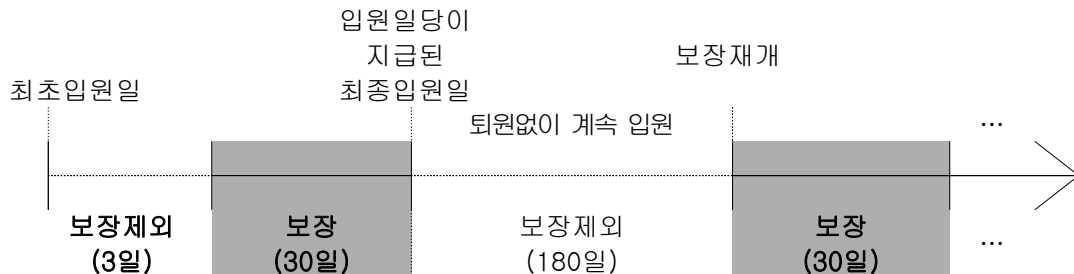 입원일당이
지급된
최종입원일
최초입원일
보장재개
퇴원없이 계속 입원
...
보장제외
(3일)
보장
(30일)
보장제외
(180일)
보장
(30일)
...